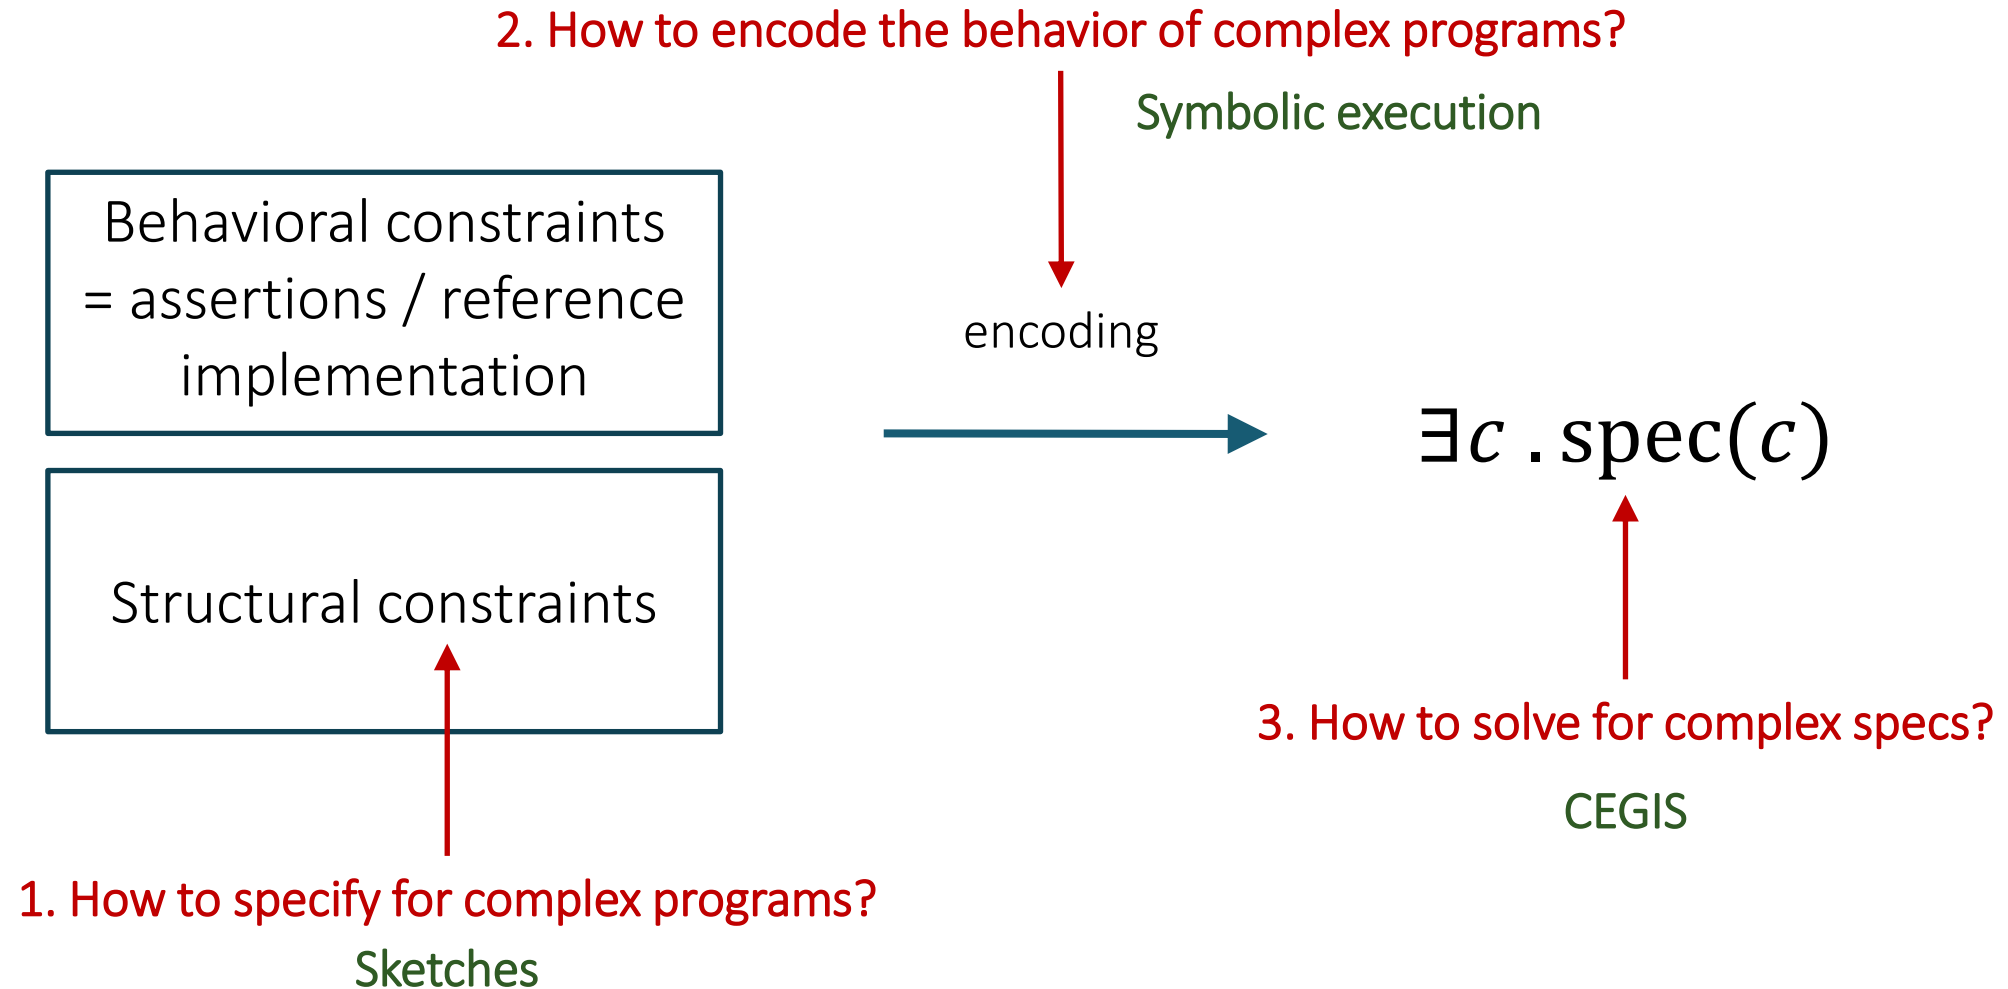 2. How to encode the behavior of complex programs?
Symbolic execution
Behavioral constraints
= assertions / reference
implementation
encoding
∃c . spec(c)
Structural constraints
3. How to solve for complex specs?
CEGIS
1. How to specify for complex programs?
Sketches